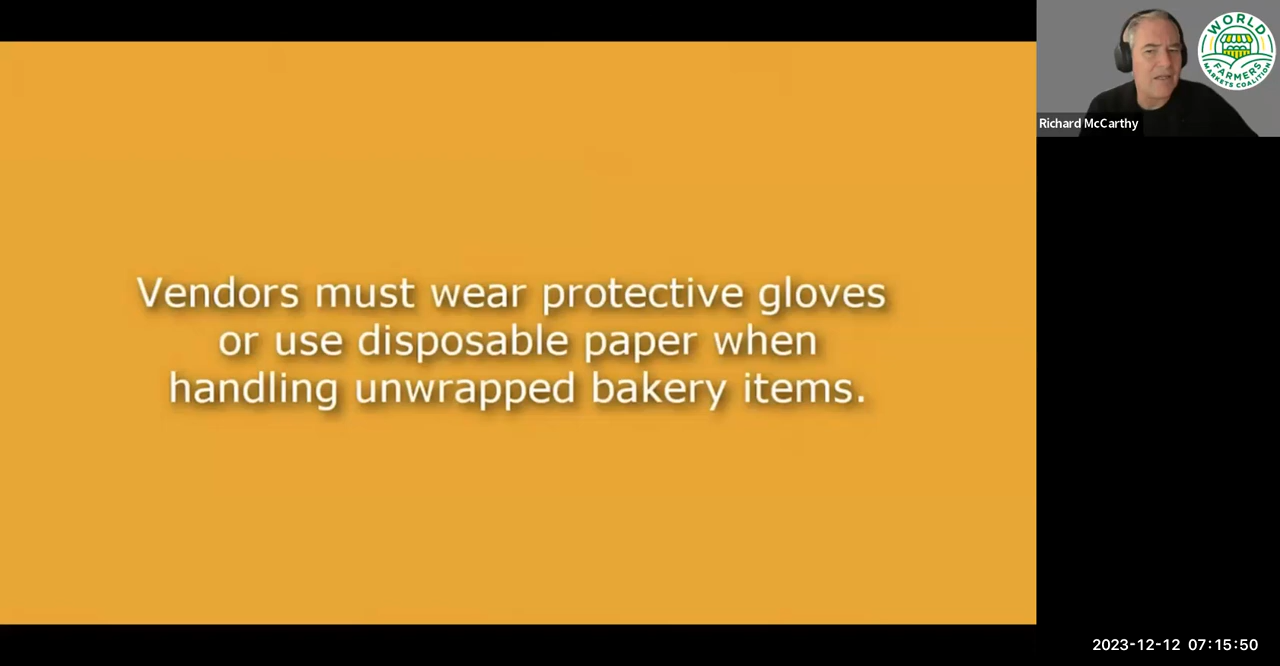 Vendors must wear protective gloves
or use disposable paper when
handling unwrapped bakery items.
WORLD
FARMERS
MARKETS COALITION
Richard McCarthy
2023-12-12 07:15:50